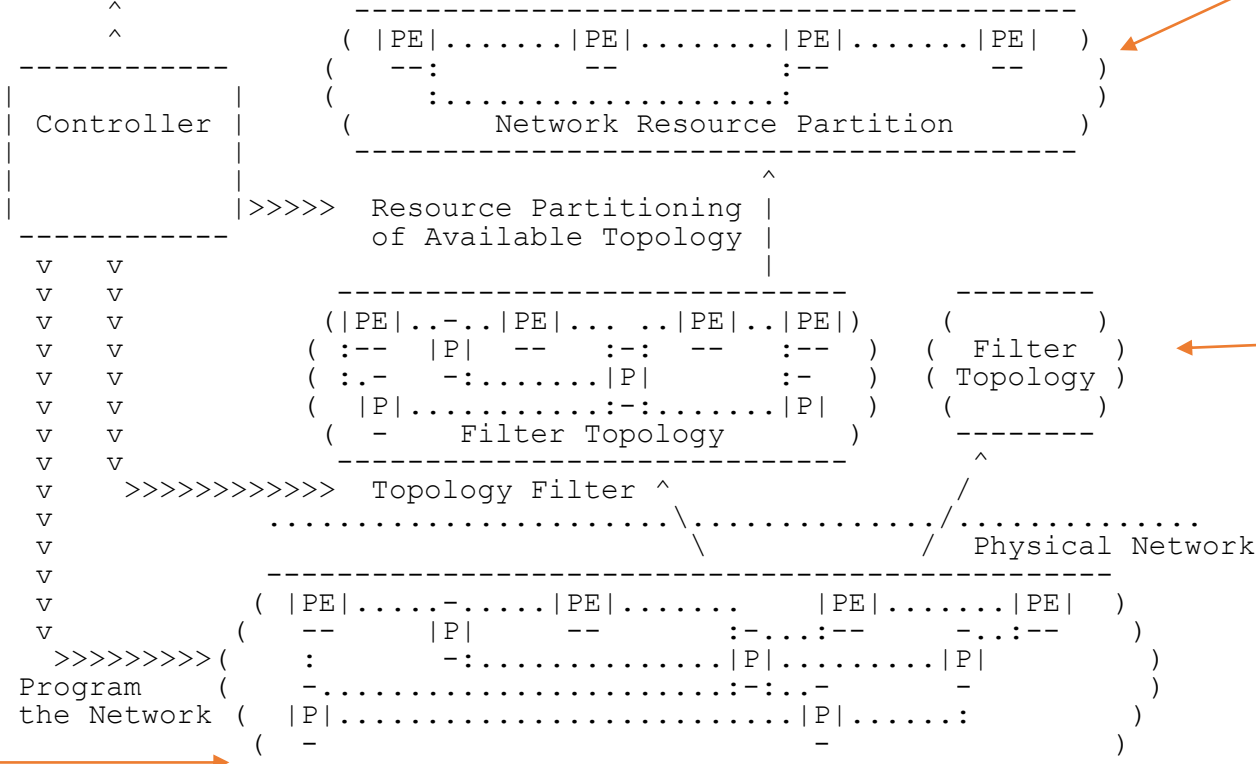 ^ -----------------------------------------
^ ( |PE|.......|PE|........|PE|.......|PE| )
------------ ( --: -- :-- -- )
| | ( :...................: )
| Controller | ( Network Resource Partition )
| | -----------------------------------------
| | ^
| |>>>>> Resource Partitioning |
------------ of Available Topology |
v v |
v v ----------------------------- --------
v v (|PE|..-..|PE|... ..|PE|..|PE|) ( )
v v ( :-- |P| -- :-: -- :-- ) ( Filter )
v v ( :.- -:.......|P| :- ) ( Topology )
v v ( |P|...........:-:.......|P| ) ( )
v v ( - Filter Topology ) --------
v v ----------------------------- ^
v >>>>>>>>>>>> Topology Filter ^ /
v .......................\............../..............
v \ / Physical Network
v ------------------------------------------------
v ( |PE|.....-.....|PE|....... |PE|.......|PE| )
v ( -- |P| -- :-...:-- -..:-- )
>>>>>>>>>( : -:..............|P|.........|P| )
Program ( -.......................:-:..- - )
the Network ( |P|..........................|P|......: )
( - - )